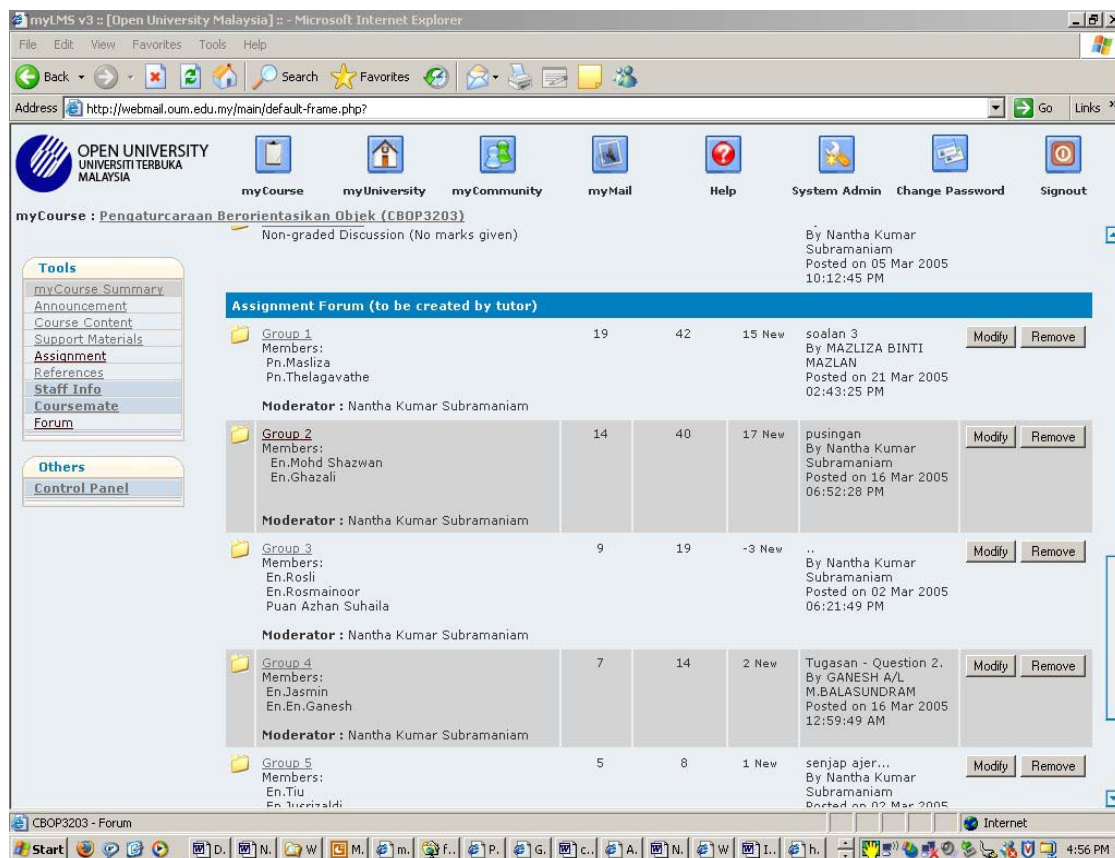 myLMS v3 :: [Open University Malaysia] :: - Microsoft Internet Explorer
File Edit View Favorites Tools Help
Back Search Favorites
Address http://webmail.oum.edu.my/main/default-frame.php? Go Links »
OPEN UNIVERSITY
UNIVERSITI TERBUKA
MALAYSIA
myCourse myUniversity myCommunity myMail Help System Admin Change Password Signout
myCourse : Pengaturcaraan Berorientasikan Objek (CBOP3203)
Non-graded Discussion (No marks given)
By Nantha Kumar
Subramaniam
Posted on 05 Mar 2005
10:12:45 PM
Tools
myCourse Summary
Announcement
Course Content
Support Materials
Assignment
References
Staff Info
Coursemate
Forum
Others
Control Panel
Assignment Forum (to be created by tutor)
Group 1 19 42 15 New soalan 3 Modify Remove
Members: By MAZLIZA BINTI
Pn.Masliza MAZLAN
Pn.Thelagavathe Posted on 21 Mar 2005
02:43:25 PM
Moderator : Nantha Kumar Subramaniam
Group 2 14 40 17 New pusingan Modify Remove
Members: By Nantha Kumar
En.Mohd Shazwan Subramaniam
En.Ghazali Posted on 16 Mar 2005
06:52:28 PM
Moderator : Nantha Kumar Subramaniam
Group 3 9 19 -3 New .. Modify Remove
Members: By Nantha Kumar
En.Rosli Subramaniam
En.Rosmainoor Posted on 02 Mar 2005
Puan Azhan Suhaila 06:21:49 PM
Moderator : Nantha Kumar Subramaniam
Group 4 7 14 2 New Tugasan - Question 2. Modify Remove
Members: By GANESH A/L
En.Jasmin M.BALASUNDRAM
En.En.Ganesh Posted on 16 Mar 2005
12:59:49 AM
Moderator : Nantha Kumar Subramaniam
Group 5 5 8 1 New senjap ajer... Modify Remove
Members: By Nantha Kumar
En.Tiu Subramaniam
En.Jusrizaldi Posted on 02 Mar 2005
CBOP3203 - Forum Internet
Start D. N. W M. m. f.. P. G. c.. A. N. W I.. h. 4:56 PM